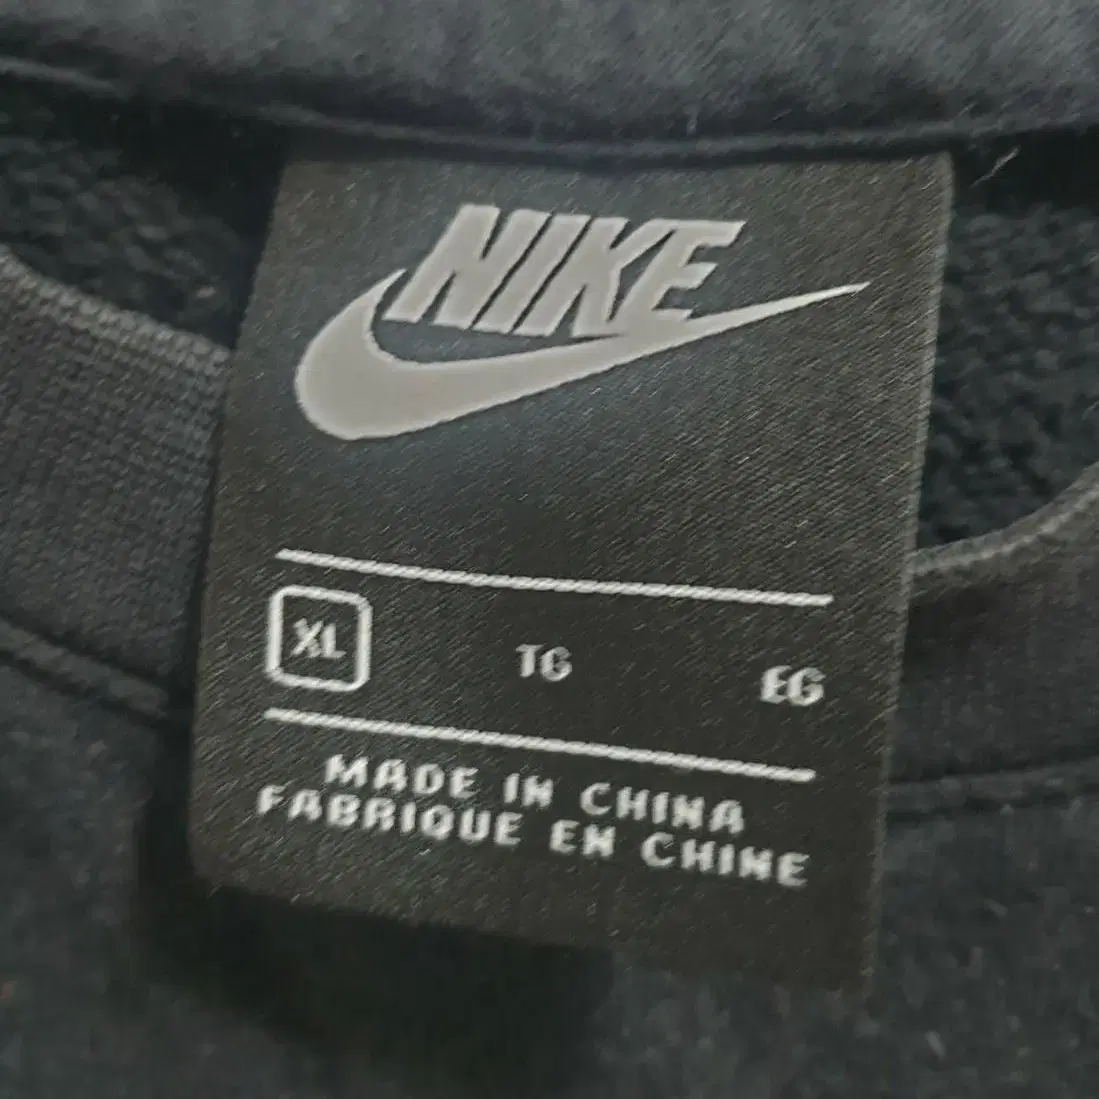 NIKE
XL TG EG
MADE IN CHINA
FABRIQUE EN CHINE